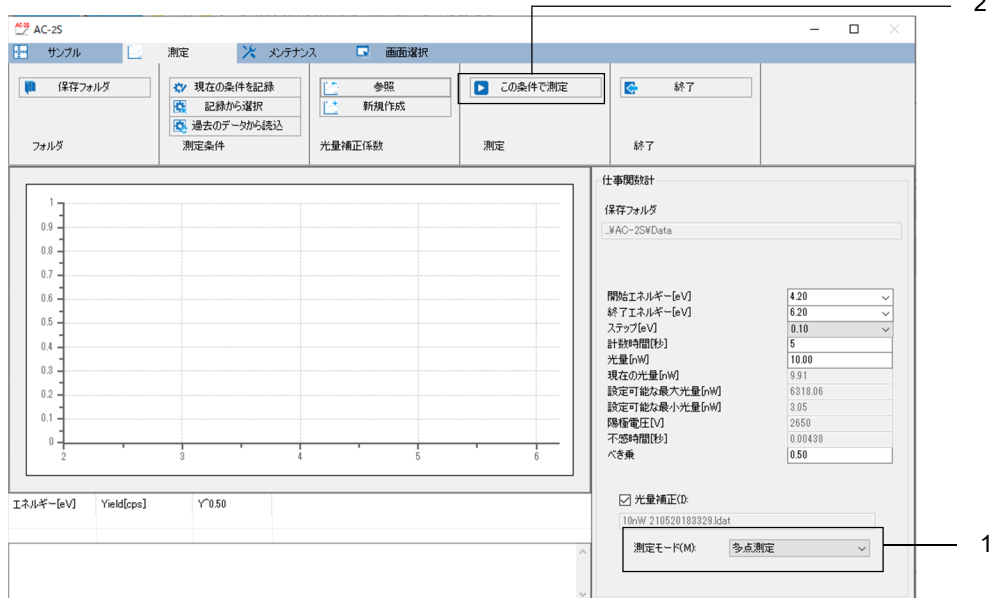 2
AC-2S
サンプル 測定 メンテナンス 画面選択
保存フォルダ 現在の条件を記録 参照 この条件で測定 終了
記録から選択 新規作成
過去のデータから読込
フォルダ 測定条件 光量補正係数 測定 終了
仕事関数計
保存フォルダ
..¥AC-2S¥Data
1
0.9
0.8
0.7
0.6
0.5
0.4
0.3
0.2
0.1
0
2 3 4 5 6
開始エネルギー[eV] 4.20
終了エネルギー[eV] 6.20
ステップ[eV] 0.10
計数時間[秒] 5
光量[nW] 10.00
現在の光量[nW] 9.91
設定可能な最大光量[nW] 6318.06
設定可能な最小光量[nW] 3.05
陽極電圧[V] 2650
不感時間[秒] 0.00438
べき乗 0.50
エネルギー[eV] Yield[cps] Y^0.50
光量補正(I):
10nW 210520183329.ldat
測定モード(M): 多点測定
1